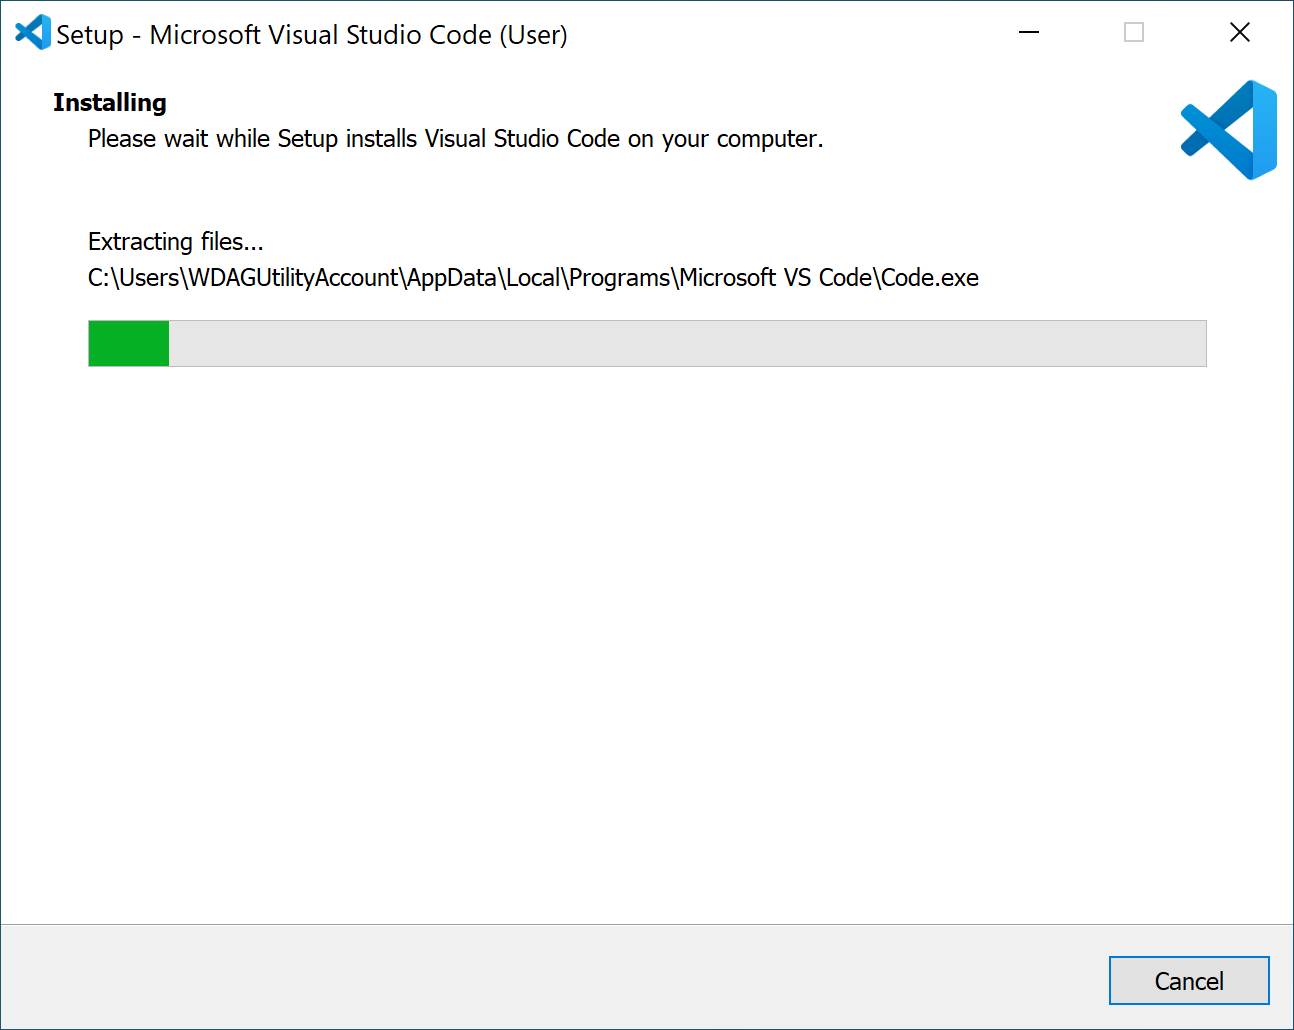 Setup - Microsoft Visual Studio Code (User)
Installing
Please wait while Setup installs Visual Studio Code on your computer.
Extracting files...
C:\Users\WDAGUtilityAccount\AppData\Local\Programs\Microsoft VS Code\Code.exe
Cancel